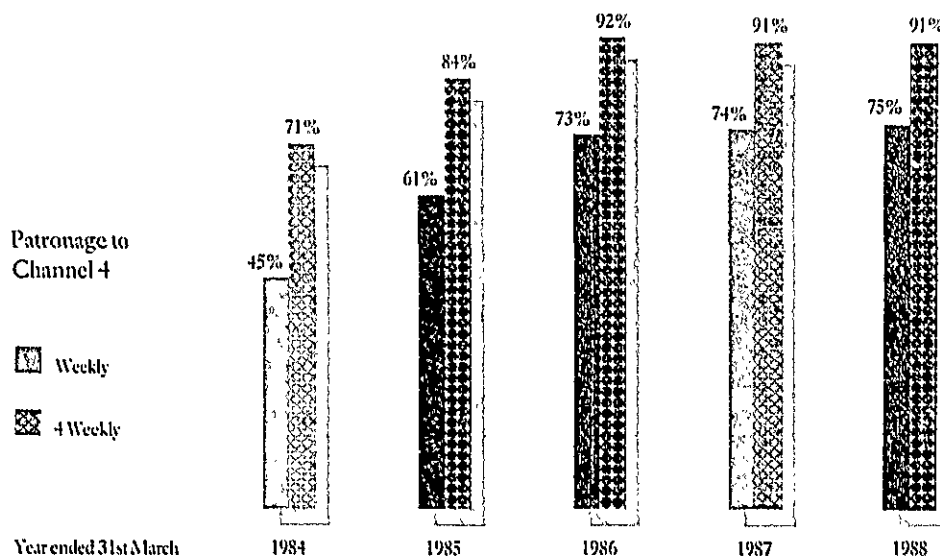 92%
91%
91%
84%
73%
74%
75%
71%
61%
Patronage to
Channel 4
45%
Weekly
4 Weekly
Year ended 31st March 1984 1985 1986 1987 1988